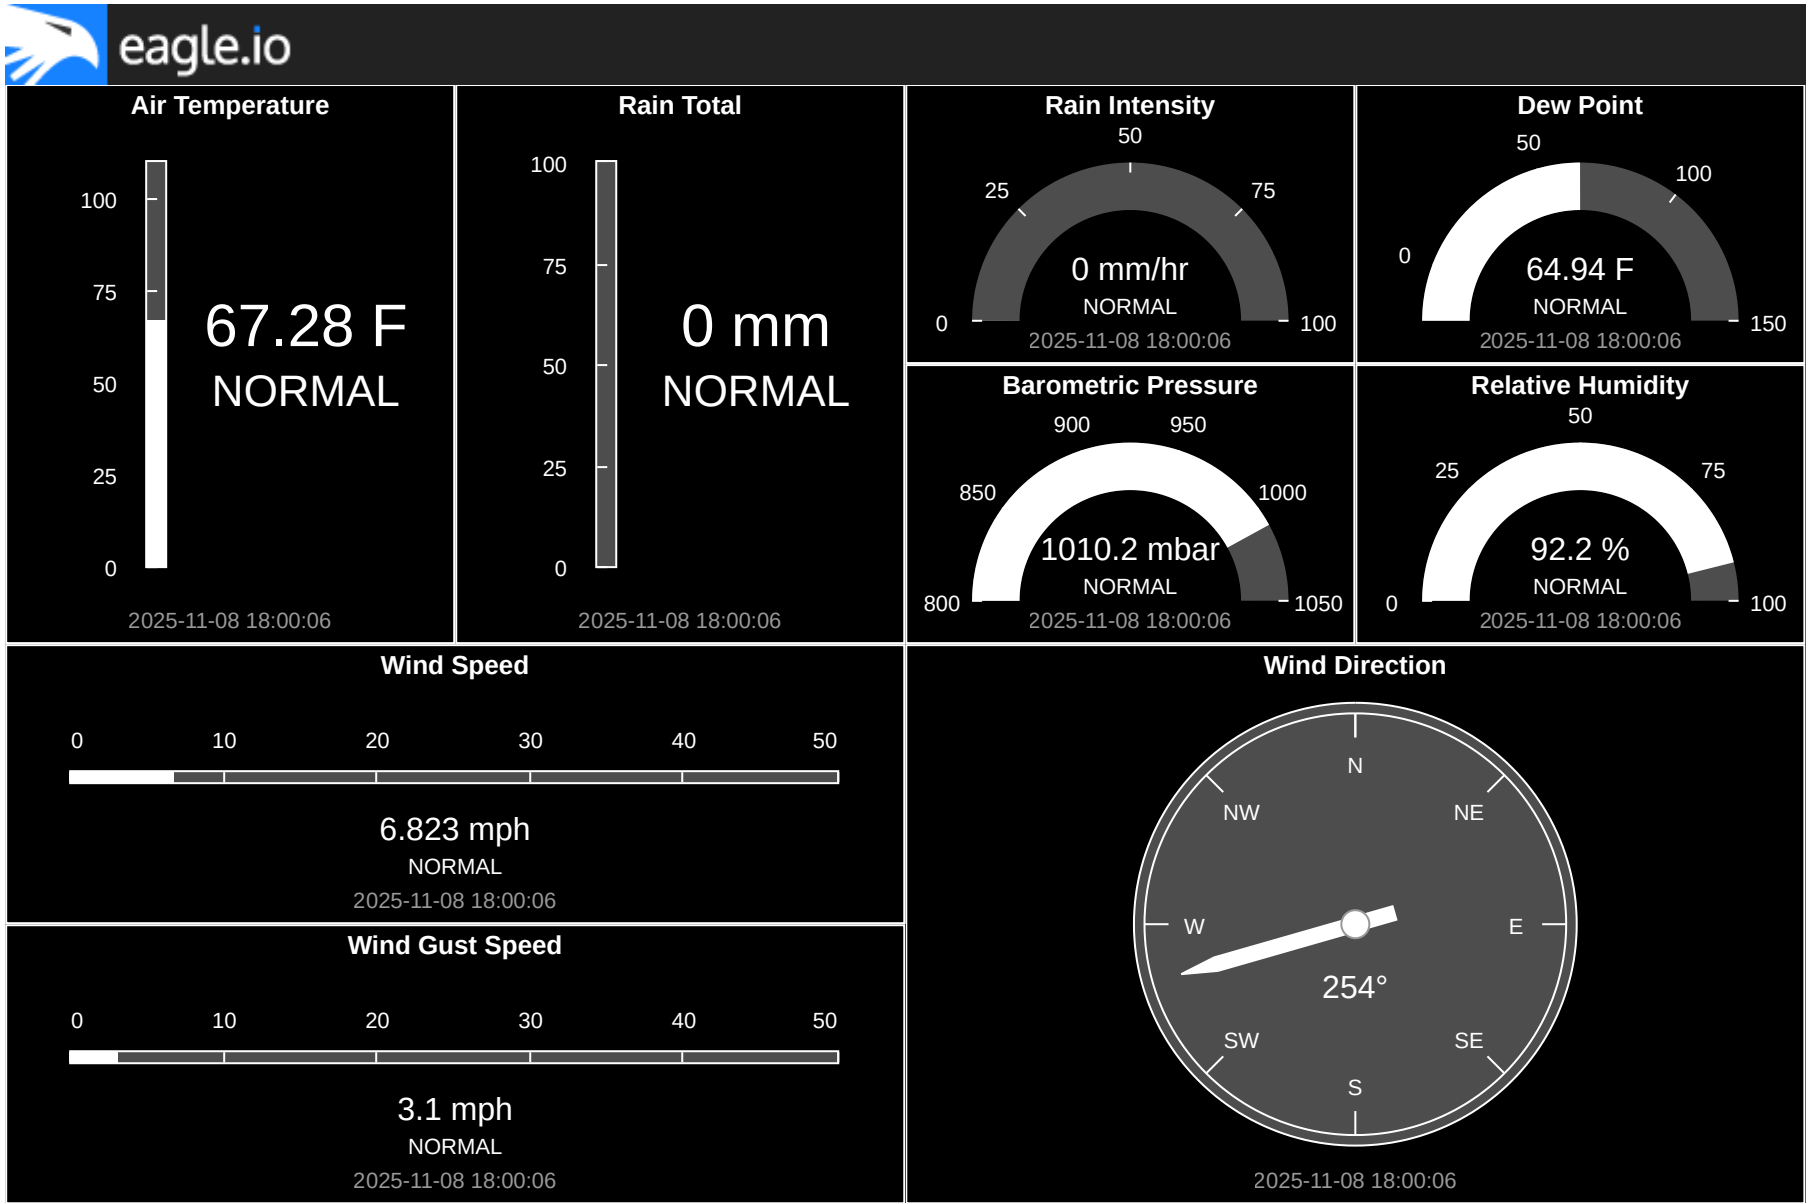 eagle.io
Air Temperature
100
75
50
25
0
67.28 F
NORMAL
2025-11-08 18:00:06
Rain Total
100
75
50
25
0
0 mm
NORMAL
2025-11-08 18:00:06
Rain Intensity
50
25
75
0
100
0 mm/hr
NORMAL
2025-11-08 18:00:06
Dew Point
50
100
0
150
64.94 F
NORMAL
2025-11-08 18:00:06
Barometric Pressure
900 950
850 1000
800 1050
1010.2 mbar
NORMAL
2025-11-08 18:00:06
Relative Humidity
50
25 75
0 100
92.2 %
NORMAL
2025-11-08 18:00:06
Wind Speed
0 10 20 30 40 50
6.823 mph
NORMAL
2025-11-08 18:00:06
Wind Gust Speed
0 10 20 30 40 50
3.1 mph
NORMAL
2025-11-08 18:00:06
Wind Direction
N
NW NE
W E
254°
SW SE
S
2025-11-08 18:00:06